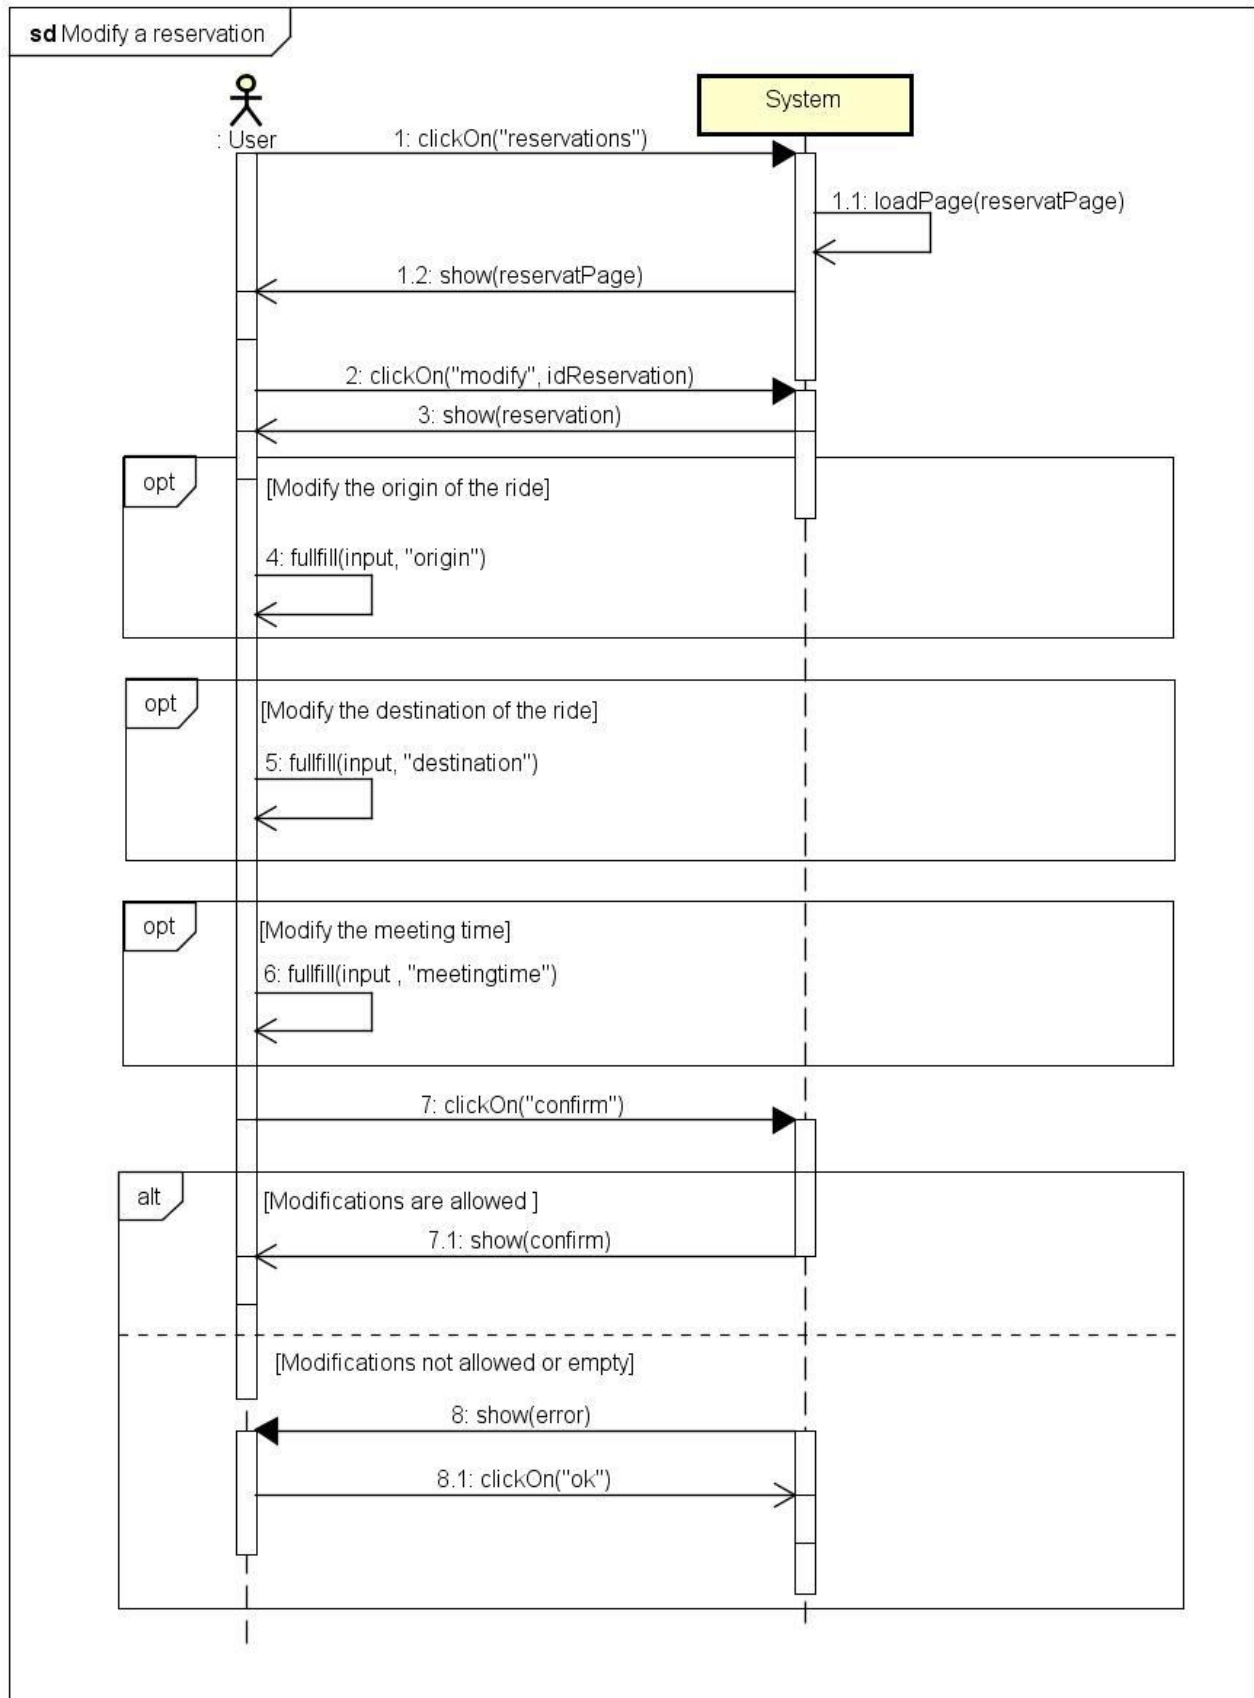 sd Modify a reservation
System
: User
1: clickOn("reservations")
1.1: loadPage(reservatPage)
1.2: show(reservatPage)
2: clickOn("modify", idReservation)
3: show(reservation)
opt
[Modify the origin of the ride]
4: fullfill(input, "origin")
opt
[Modify the destination of the ride]
5: fullfill(input, "destination")
opt
[Modify the meeting time]
6: fullfill(input , "meetingtime")
7: clickOn("confirm")
alt
[Modifications are allowed ]
7.1: show(confirm)
[Modifications not allowed or empty]
8: show(error)
8.1: clickOn("ok")